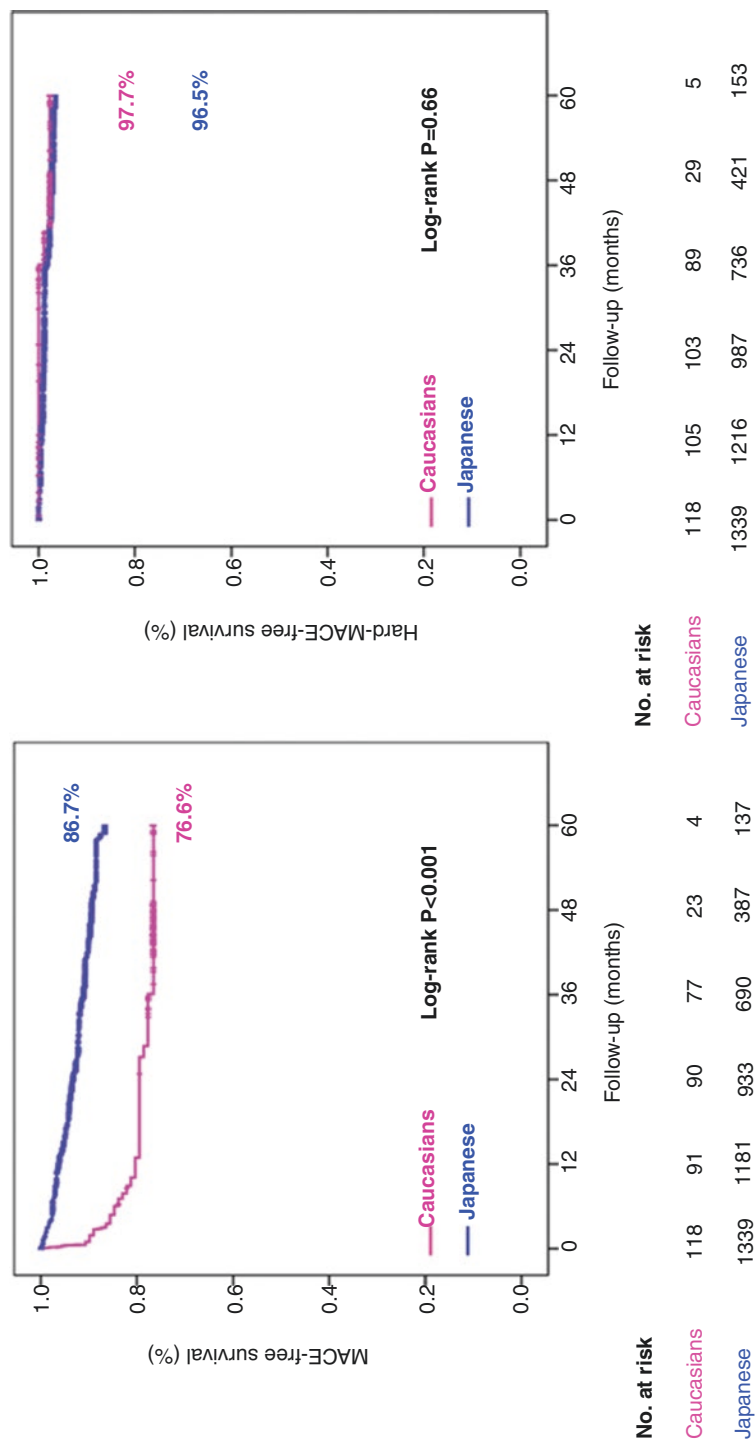 MACE-free survival (%)
1.0
0.8
0.6
0.4
0.2
0.0
86.7%
76.6%
Log-rank P<0.001
Caucasians
Japanese
0 12 24 36 48 60
Follow-up (months)
No. at risk
Caucasians 118 91 90 77 23 4
Japanese 1339 1181 933 690 387 137
Hard-MACE-free survival (%)
1.0
0.8
0.6
0.4
0.2
0.0
97.7%
96.5%
Log-rank P=0.66
Caucasians
Japanese
0 12 24 36 48 60
Follow-up (months)
No. at risk
Caucasians 118 105 103 89 29 5
Japanese 1339 1216 987 736 421 153